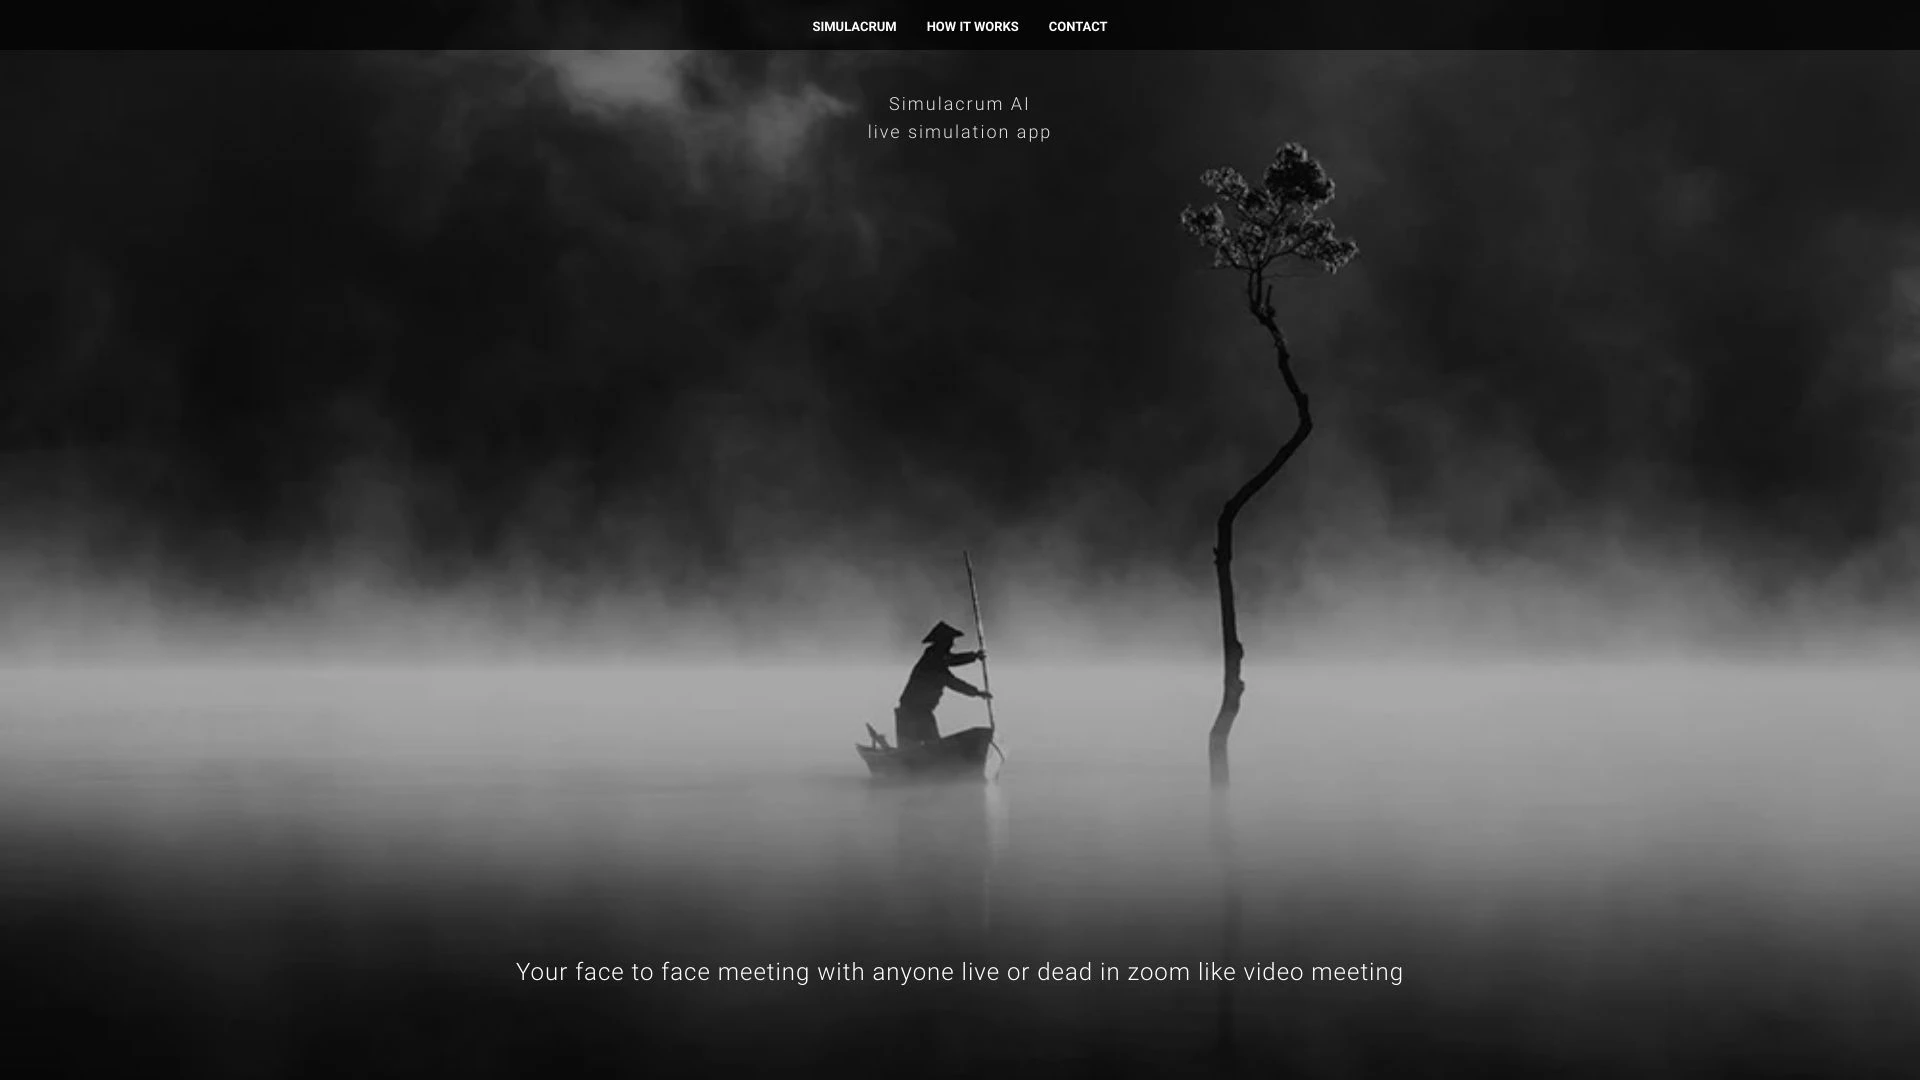 SIMULACRUM HOW IT WORKS CONTACT
Simulacrum AI
live simulation app
Your face to face meeting with anyone live or dead in zoom like video meeting